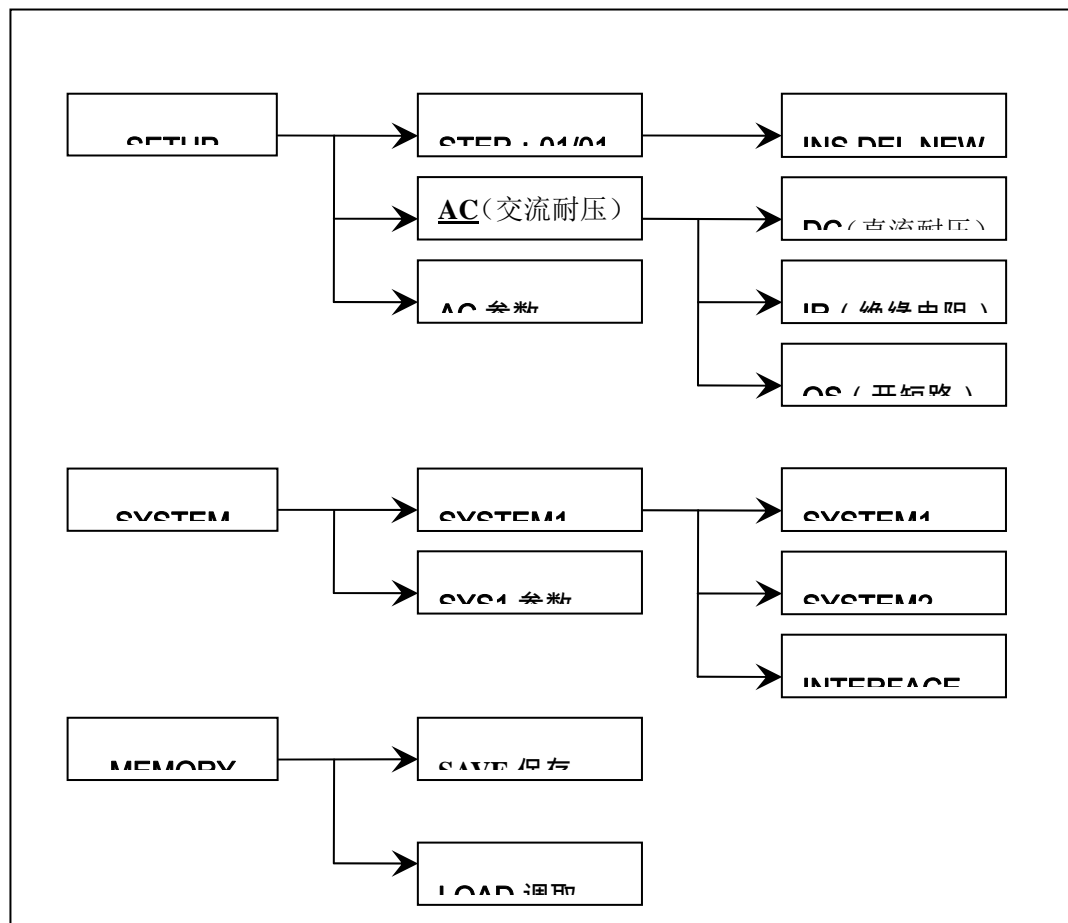 SETUP
STEP：01/01
INS DEL NEW
AC（交流耐压）
DC（直流耐压）
AC 参数
IR（绝缘电阻）
OS（开短路）
SYSTEM
SYSTEM1
SYSTEM1
SYS1 参数
SYSTEM2
INTERFACE
MEMORY
SAVE 保存
LOAD 调取